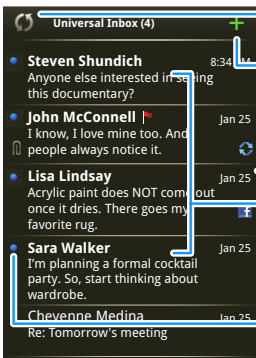 Universal Inbox (4)
Steven Shundich 8:34
Anyone else interested in seeing
this documentary?
John McConnell Jan 25
I know, I love mine too. And
people always notice it.
Lisa Lindsay Jan 25
Acrylic paint does NOT come out
once it dries. There goes my
favorite rug.
Sara Walker Jan 25
I'm planning a formal cocktail
party. So, start thinking about
wardrobe.
Cheyenne Medina Jan 25
Re: Tomorrow's meeting